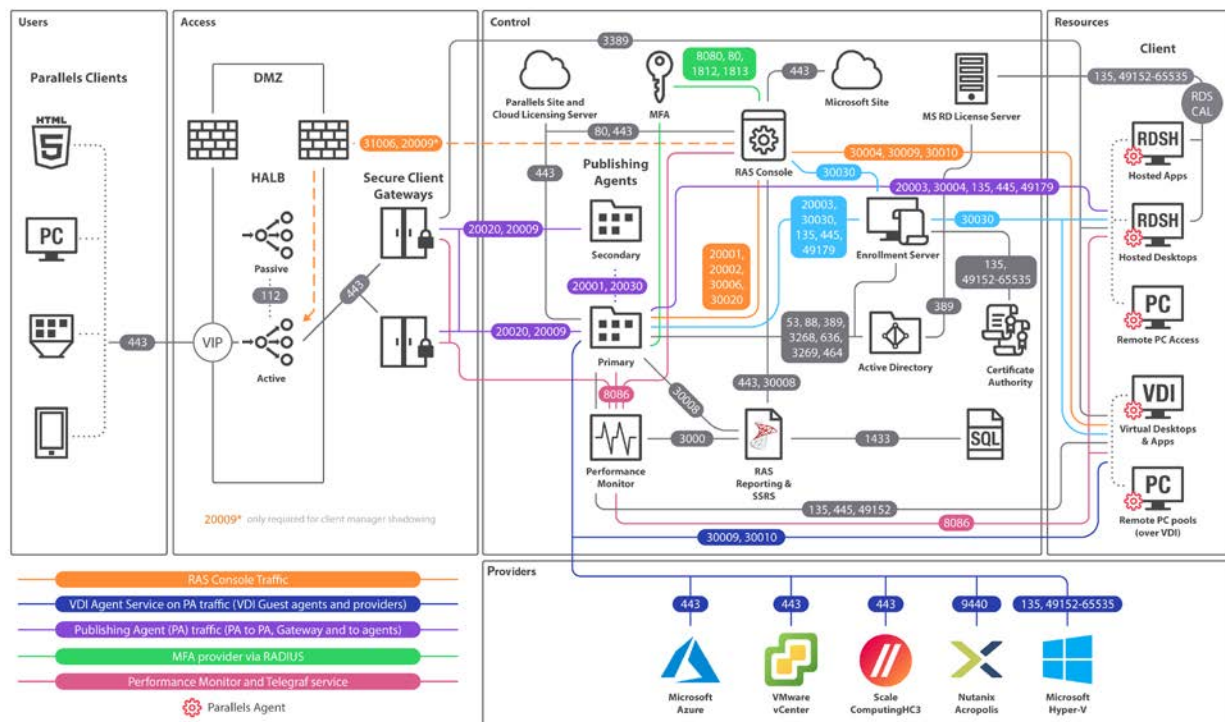 Users
Access
Control
Resources
Parallels Clients
HTML
5
PC
443
DMZ
HALB
Passive
112
Active
VIP
443
31006, 20009*
Secure Client
Gateways
20009* only required for client manager shadowing
3389
Parallels Site and
Cloud Licensing Server
MFA
8080, 80,
1812, 1813
443
Microsoft Site
MS RD License Server
135, 49152-65535
80, 443
RAS Console
443
Publishing
Agents
30004, 30009, 30010
30030
20003, 30004, 135, 445, 49179
20020, 20009
Secondary
20003,
30030,
135, 445,
49179
Enrollment Server
30030
20001,
20002,
30006,
30020
135,
49152-65535
20001, 20030
389
20020, 20009
Primary
53, 88, 389,
3268, 636,
3269, 464
Active Directory
Certificate
Authority
8086
30008
443, 30008
Performance
Monitor
3000
RAS
Reporting &
SSRS
1433
SQL
135, 445, 49152
8086
30009, 30010
Client
RDS
CAL
RDSH
Hosted Apps
RDSH
Hosted Desktops
PC
Remote PC Access
VDI
Virtual Desktops
& Apps
PC
Remote PC pools
(over VDI)
RAS Console Traffic
VDI Agent Service on PA traffic (VDI Guest agents and providers)
Publishing Agent (PA) traffic (PA to PA, Gateway and to agents)
MFA provider via RADIUS
Performance Monitor and Telegraf service
Parallels Agent
Providers
443
443
443
9440
135, 49152-65535
Microsoft
Azure
VMware
vCenter
Scale
ComputingHC3
Nutanix
Acropolis
Microsoft
Hyper-V